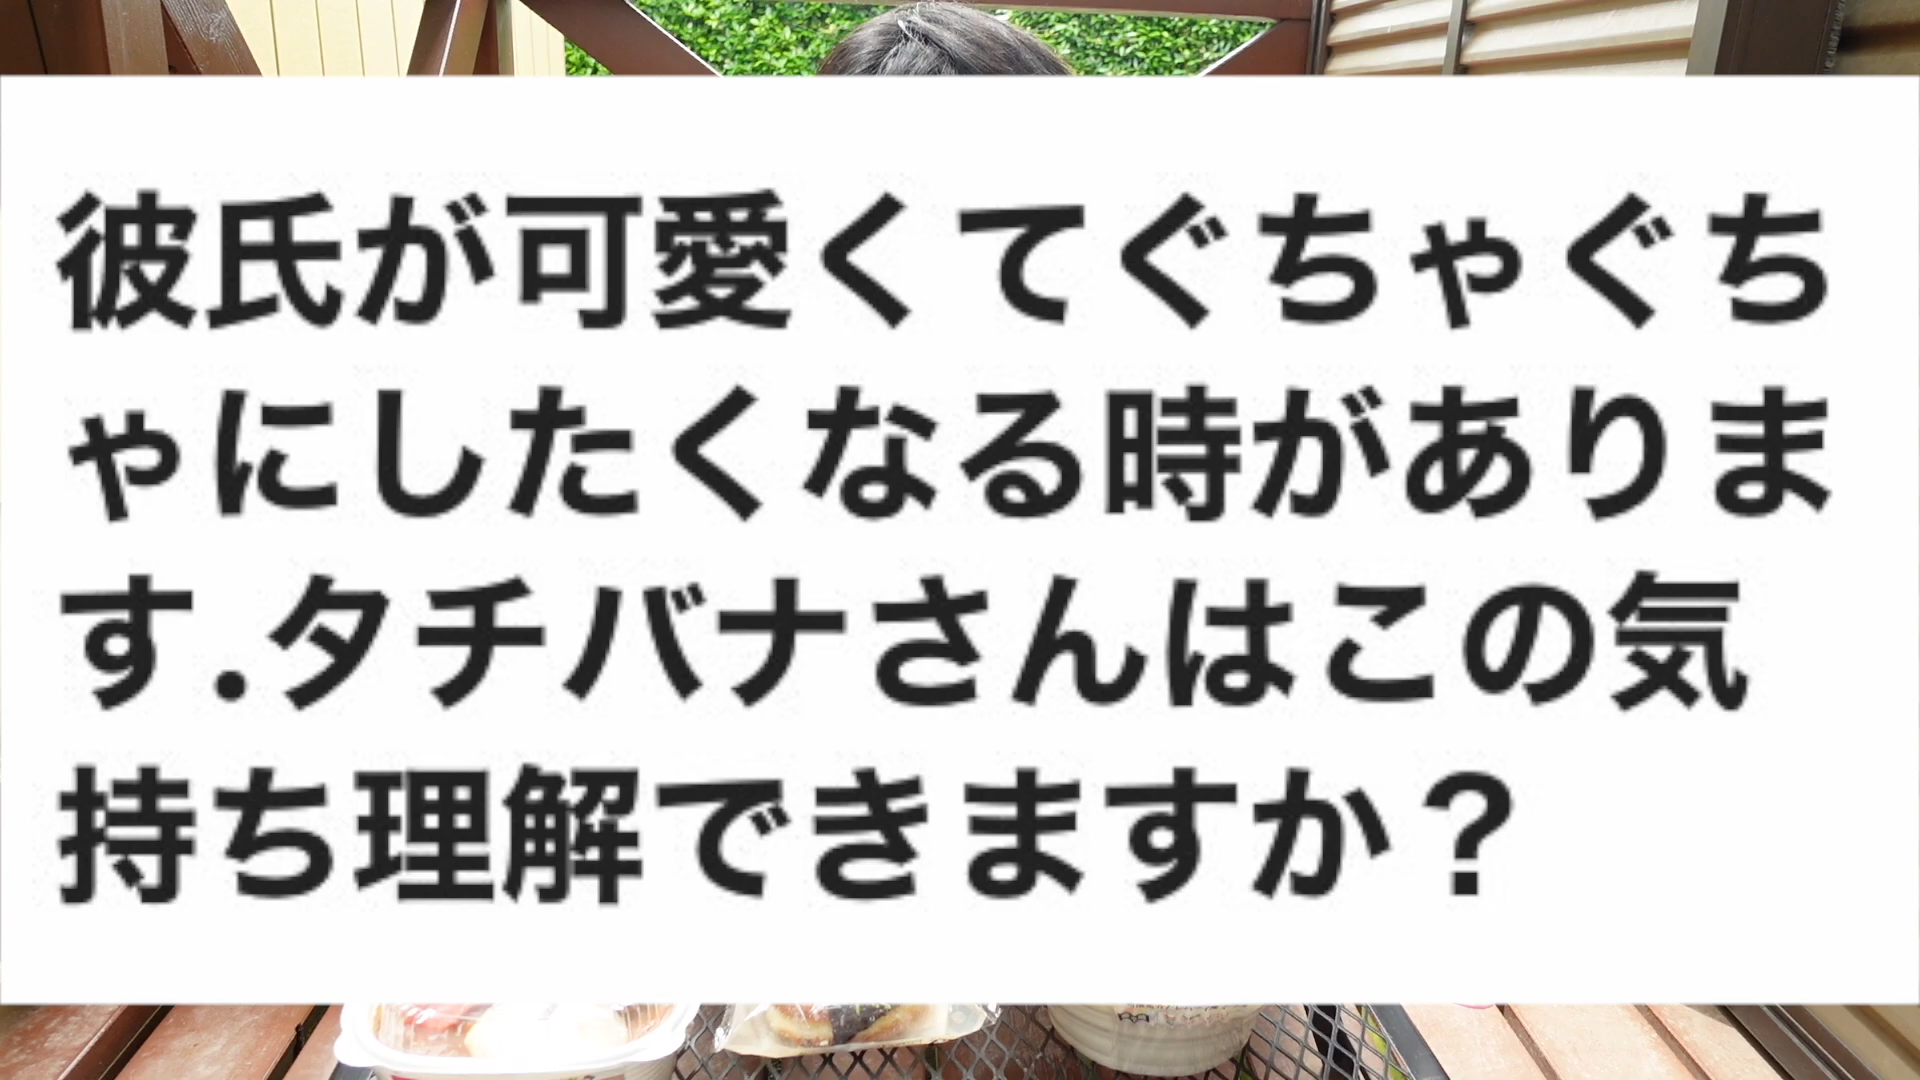 彼氏が可愛くてぐちゃぐち
ゃにしたくなる時がありま
す.タチバナさんはこの気
持ち理解できますか？